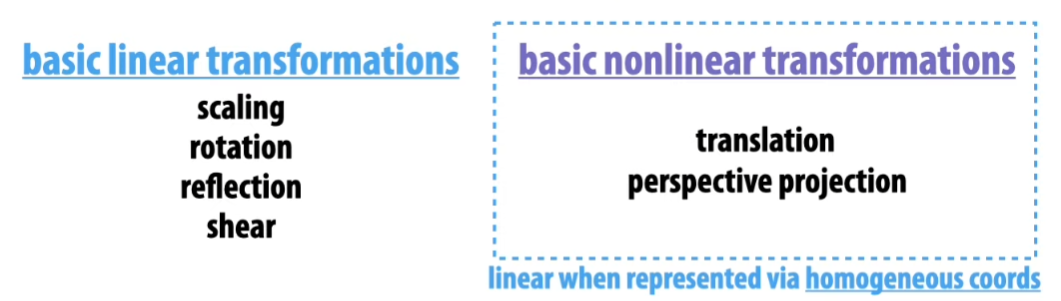 basic linear transformations
scaling
rotation
reflection
shear
basic nonlinear transformations
translation
perspective projection
linear when represented via homogeneous coords